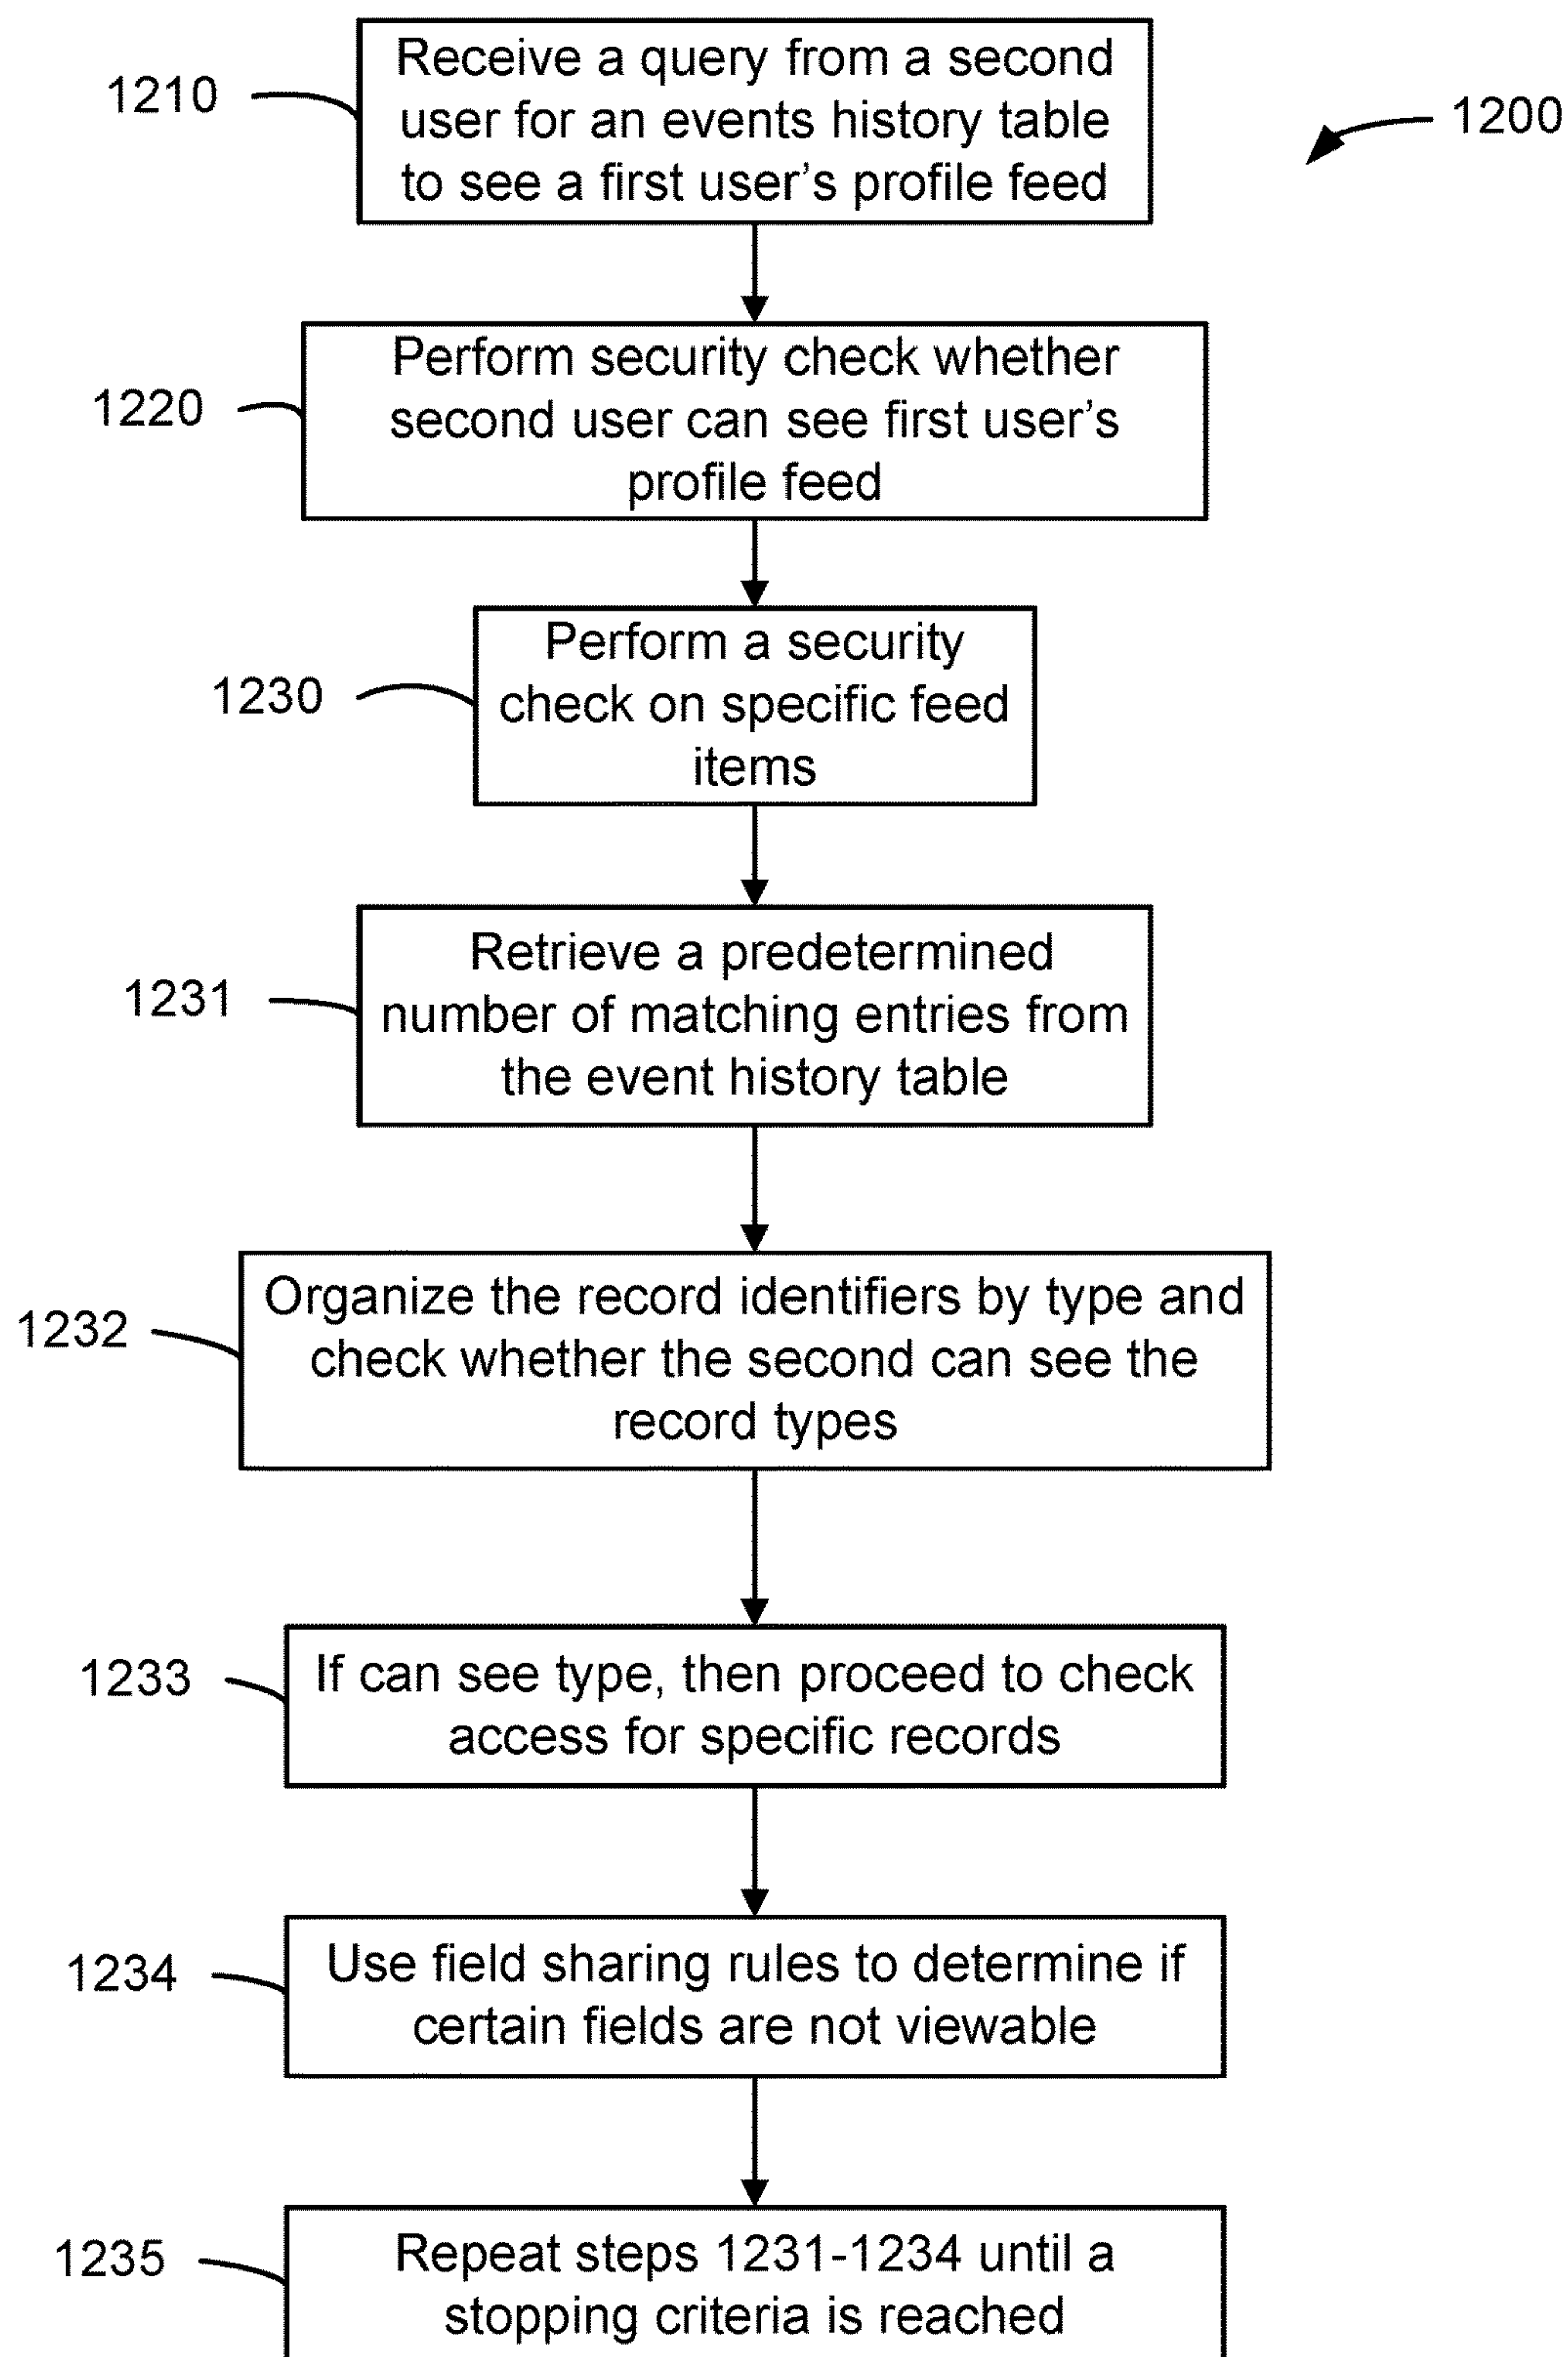 1210
Receive a query from a second
user for an events history table
to see a first user’s profile feed
1200
1220
Perform security check whether
second user can see first user’s
profile feed
1230
Perform a security
check on specific feed
items
1231
Retrieve a predetermined
number of matching entries from
the event history table
1232
Organize the record identifiers by type and
check whether the second can see the
record types
1233
If can see type, then proceed to check
access for specific records
1234
Use field sharing rules to determine if
certain fields are not viewable
1235
Repeat steps 1231-1234 until a
stopping criteria is reached